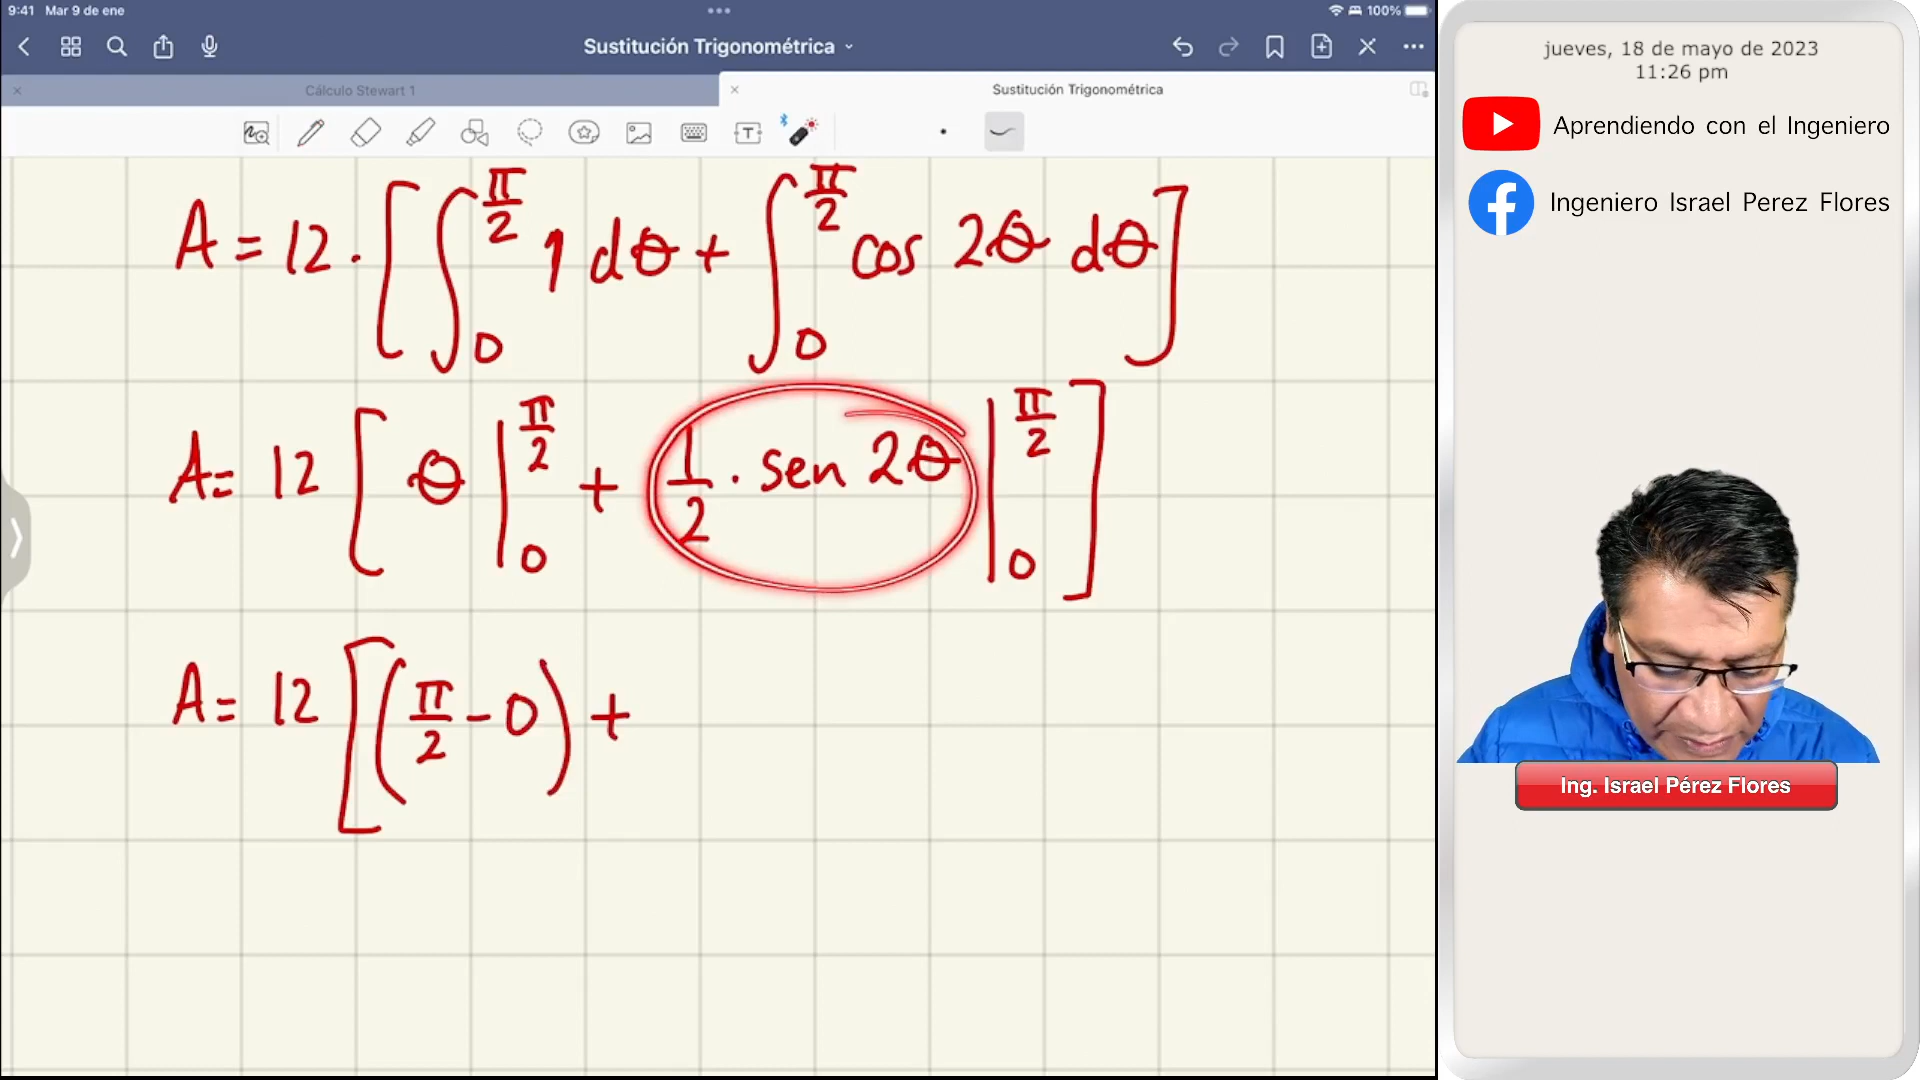 9:41 Mar 9 de ene
100%
Sustitución Trigonométrica
Cálculo Stewart 1
Sustitución Trigonométrica
A = 12 · [ ∫₀^{π/2} 1 dθ + ∫₀^{π/2} cos 2θ dθ ]
A = 12 [ θ |₀^{π/2} + 1/2 · sen 2θ |₀^{π/2} ]
A = 12 [ ( π/2 - 0 ) +
jueves, 18 de mayo de 2023
11:26 pm
Aprendiendo con el Ingeniero
Ingeniero Israel Perez Flores
Ing. Israel Pérez Flores